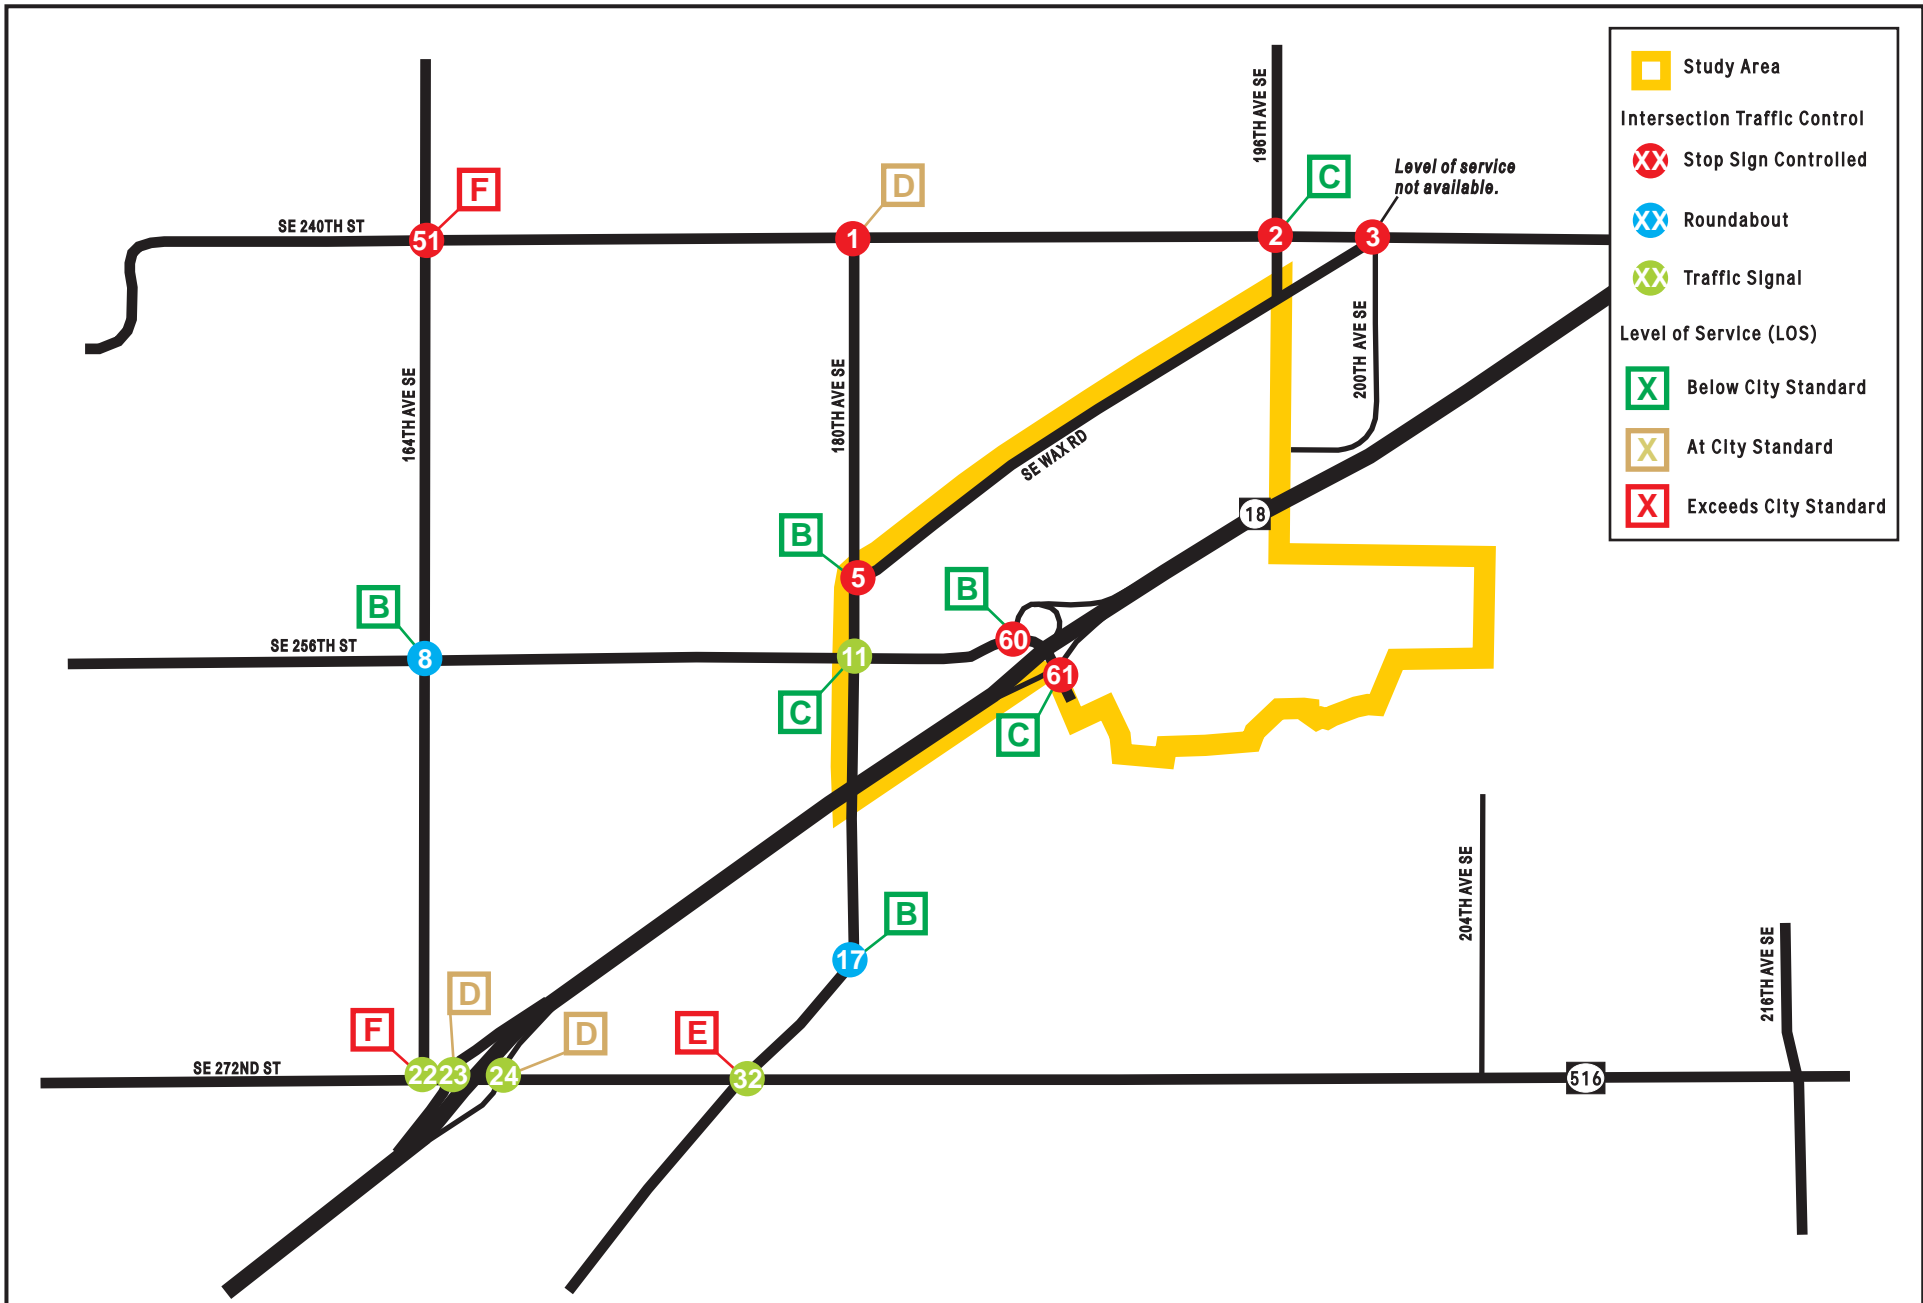 196TH AVE SE
Study Area
Intersection Traffic Control
XX Stop Sign Controlled
XX Roundabout
XX Traffic Signal
Level of Service (LOS)
X Below City Standard
X At City Standard
X Exceeds City Standard
Level of service
not available.
F
D
C
SE 240TH ST
51
1
2
3
164TH AVE SE
180TH AVE SE
200TH AVE SE
SE WAX RD
18
B
5
B
B
SE 256TH ST
8
11
60
61
C
C
204TH AVE SE
216TH AVE SE
B
17
D
F
D
E
SE 272ND ST
22
23
24
32
516